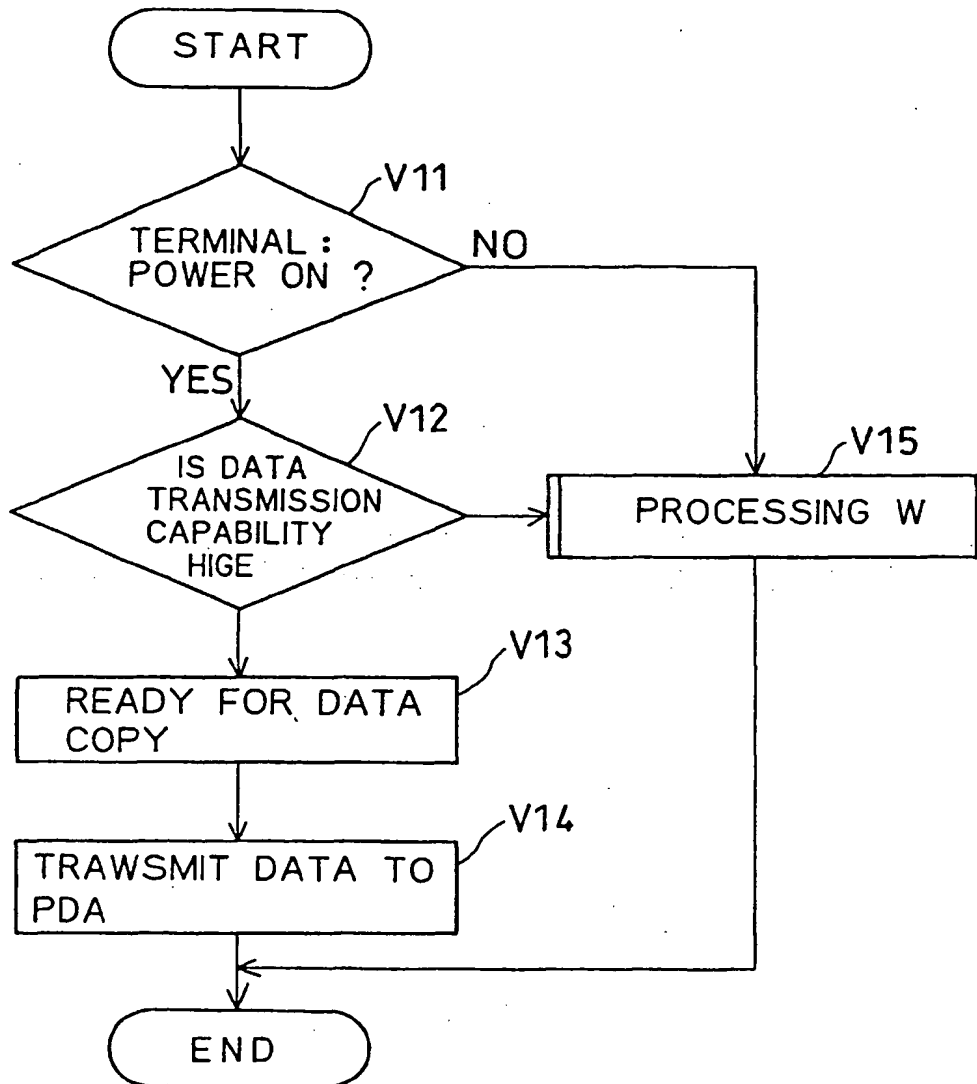 START
V11
TERMINAL :
POWER ON ?
NO
YES
V12
IS DATA
TRANSMISSION
CAPABILITY
HIGE
V15
PROCESSING W
V13
READY FOR DATA
COPY
V14
TRAWSMIT DATA TO
PDA
END